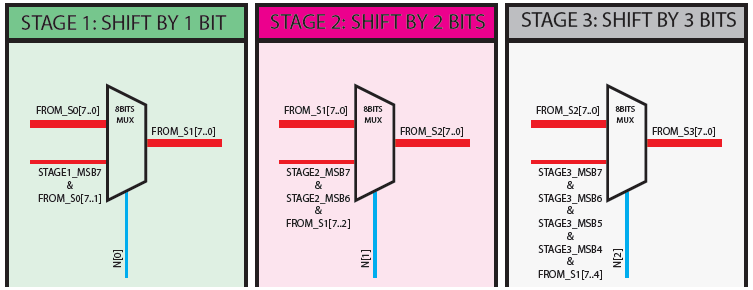 STAGE 1: SHIFT BY 1 BIT
FROM_S0[7..0]
8BITS
MUX
FROM_S1[7..0]
STAGE1_MSB7
&
FROM_S0[7..1]
N[0]
STAGE 2: SHIFT BY 2 BITS
FROM_S1[7..0]
8BITS
MUX
FROM_S2[7..0]
STAGE2_MSB7
&
STAGE2_MSB6
&
FROM_S1[7..2]
N[1]
STAGE 3: SHIFT BY 3 BITS
FROM_S2[7..0]
8BITS
MUX
FROM_S3[7..0]
STAGE3_MSB7
&
STAGE3_MSB6
&
STAGE3_MSB5
&
STAGE3_MSB4
&
FROM_S1[7..4]
N[2]